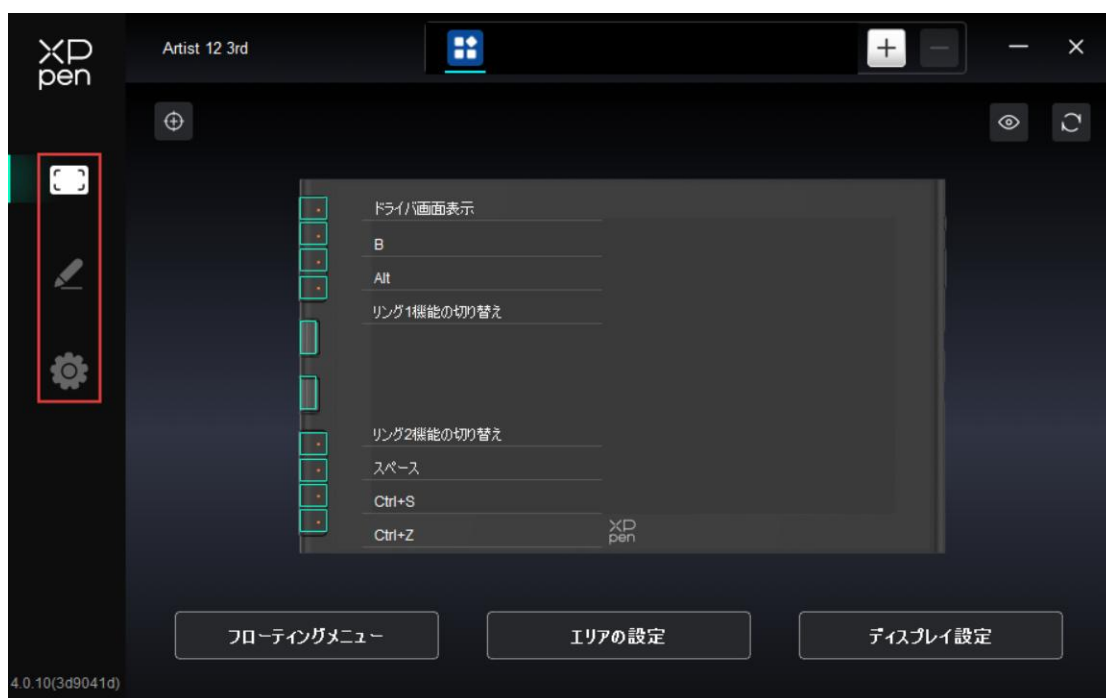 XP
pen
Artist 12 3rd
ドライバ画面表示
B
Alt
リング1機能の切り替え
リング2機能の切り替え
スペース
Ctrl+S
Ctrl+Z
XP
pen
フローティングメニュー
エリアの設定
ディスプレイ設定
4.0.10(3d9041d)